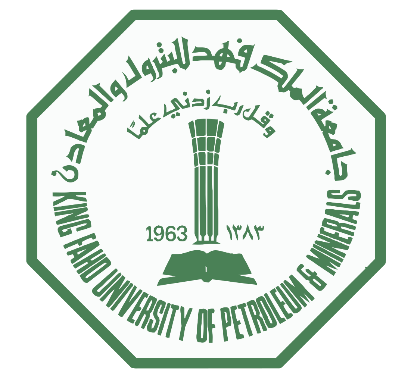 جامعة الملك فهد للبترول والمعادن
وقل رب زدني علما
1963 ١٣٨٣
KING FAHD UNIVERSITY OF PETROLEUM & MINERALS